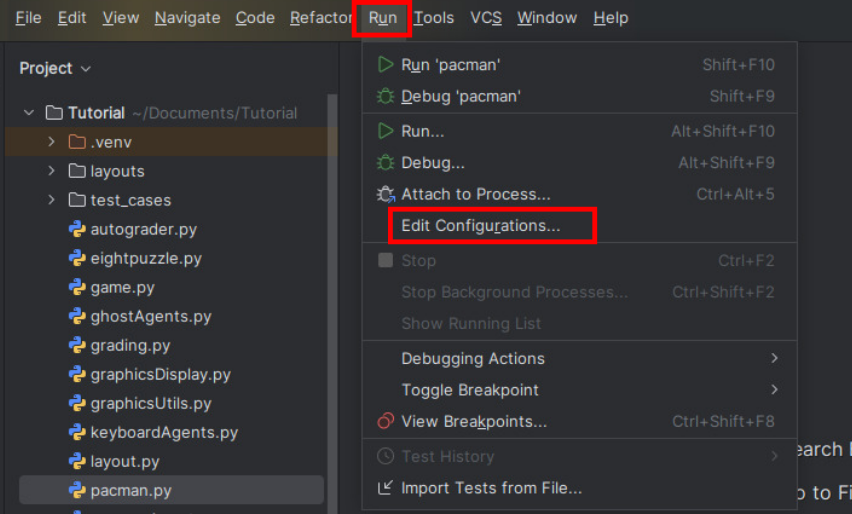 File Edit View Navigate Code Refactor Run Tools VCS Window Help
Project
Tutorial ~/Documents/Tutorial
.venv
layouts
test_cases
autograder.py
eightpuzzle.py
game.py
ghostAgents.py
grading.py
graphicsDisplay.py
graphicsUtils.py
keyboardAgents.py
layout.py
pacman.py
Run 'pacman' Shift+F10
Debug 'pacman' Shift+F9
Run... Alt+Shift+F10
Debug... Alt+Shift+F9
Attach to Process... Ctrl+Alt+5
Edit Configurations...
Stop Ctrl+F2
Stop Background Processes... Ctrl+Shift+F2
Show Running List
Debugging Actions
Toggle Breakpoint
View Breakpoints... Ctrl+Shift+F8
Test History
Import Tests from File...